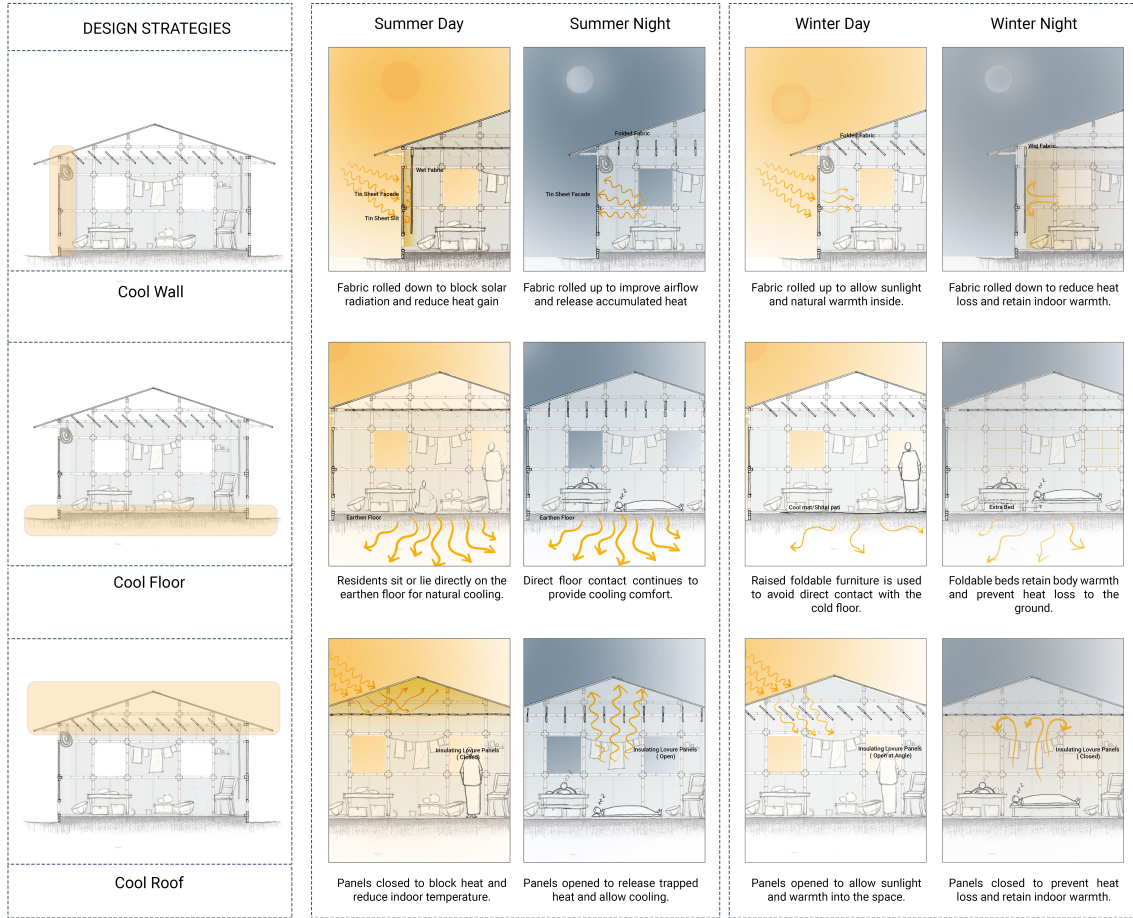 DESIGN STRATEGIES
Summer Day
Summer Night
Winter Day
Winter Night
Wet Fabric
Tin Sheet Facade
Tin Sheet Slit
Folded Fabric
Tin Sheet Facade
Folded Fabric
Wet Fabric
Cool Wall
Fabric rolled down to block solar
radiation and reduce heat gain
Fabric rolled up to improve airflow
and release accumulated heat
Fabric rolled up to allow sunlight
and natural warmth inside.
Fabric rolled down to reduce heat
loss and retain indoor warmth.
Earthen Floor
Earthen Floor
Cool mat/Shital pati
Extra Bed
Cool Floor
Residents sit or lie directly on the
earthen floor for natural cooling.
Direct floor contact continues to
provide cooling comfort.
Raised foldable furniture is used
to avoid direct contact with the
cold floor.
Foldable beds retain body warmth
and prevent heat loss to the
ground.
Insulating Lovure Panels
( Closed)
Insulating Lovure Panels
( Open)
Insulating Lovure Panels
( Open at Angle)
Insulating Lovure Panels
( Closed)
Cool Roof
Panels closed to block heat and
reduce indoor temperature.
Panels opened to release trapped
heat and allow cooling.
Panels opened to allow sunlight
and warmth into the space.
Panels closed to prevent heat
loss and retain indoor warmth.